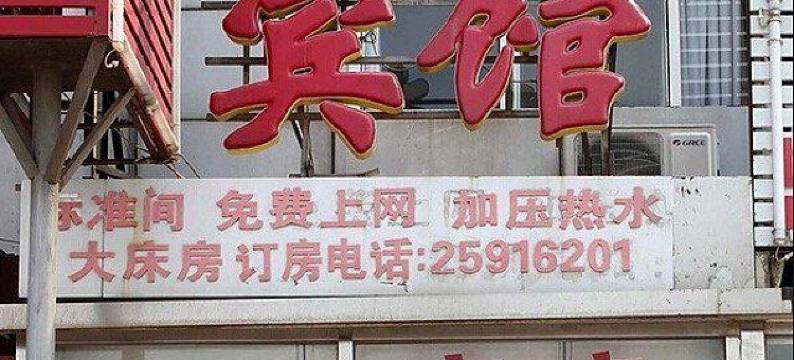 宾馆
GREE
标准间 免费上网 加压热水
大床房 订房电话:25916201